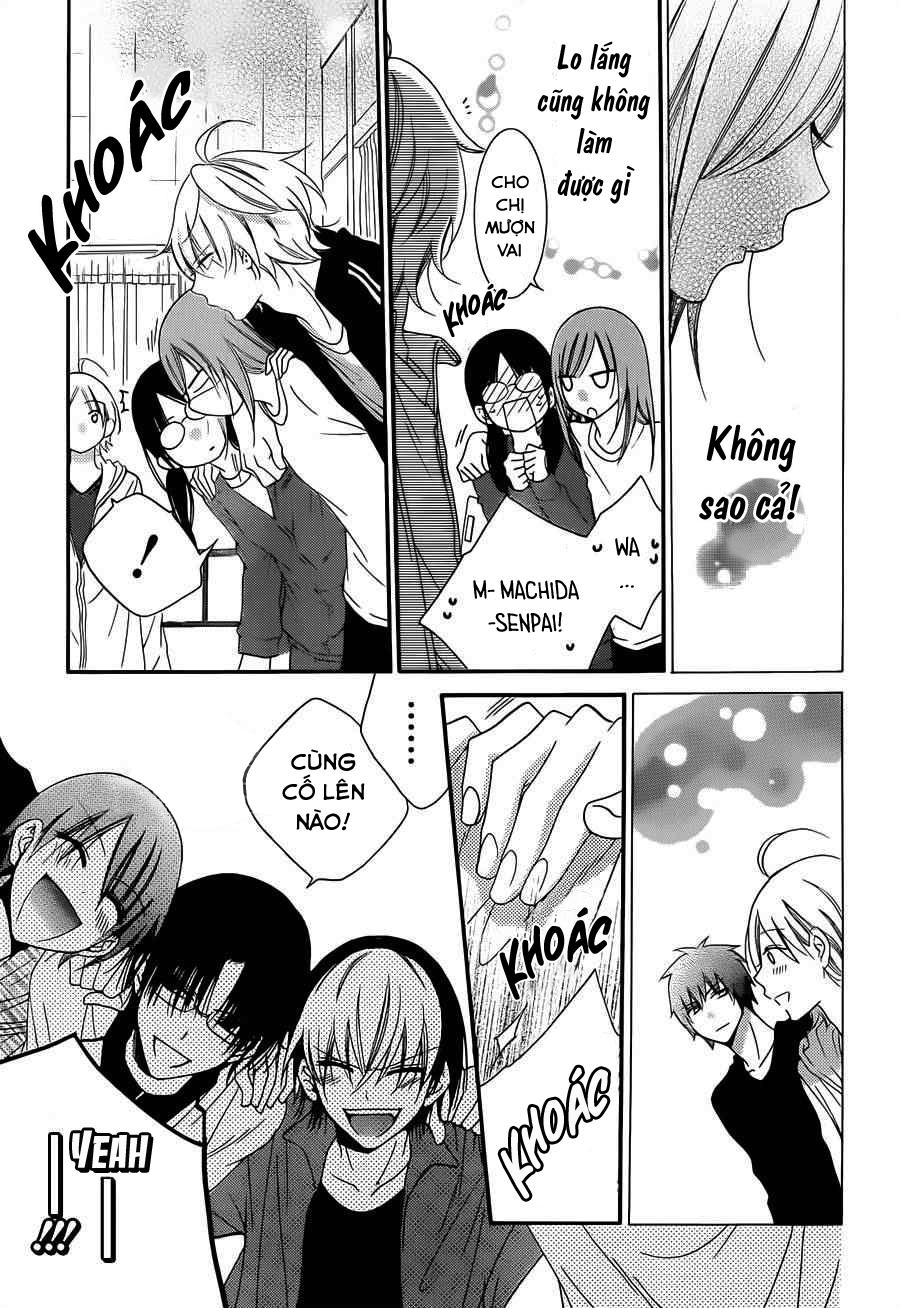 Lo lắng
cũng không
làm
được gì
Không
sao cả!
CHO
CHỊ
MƯỢN
VAI
KHOÁC
WA
...
M- MACHIDA
-SENPAI!
KHOÁC
!
KHOÁC
KHOÁC
......
CÙNG
CỐ LÊN
NÀO!
YEAH
!!!